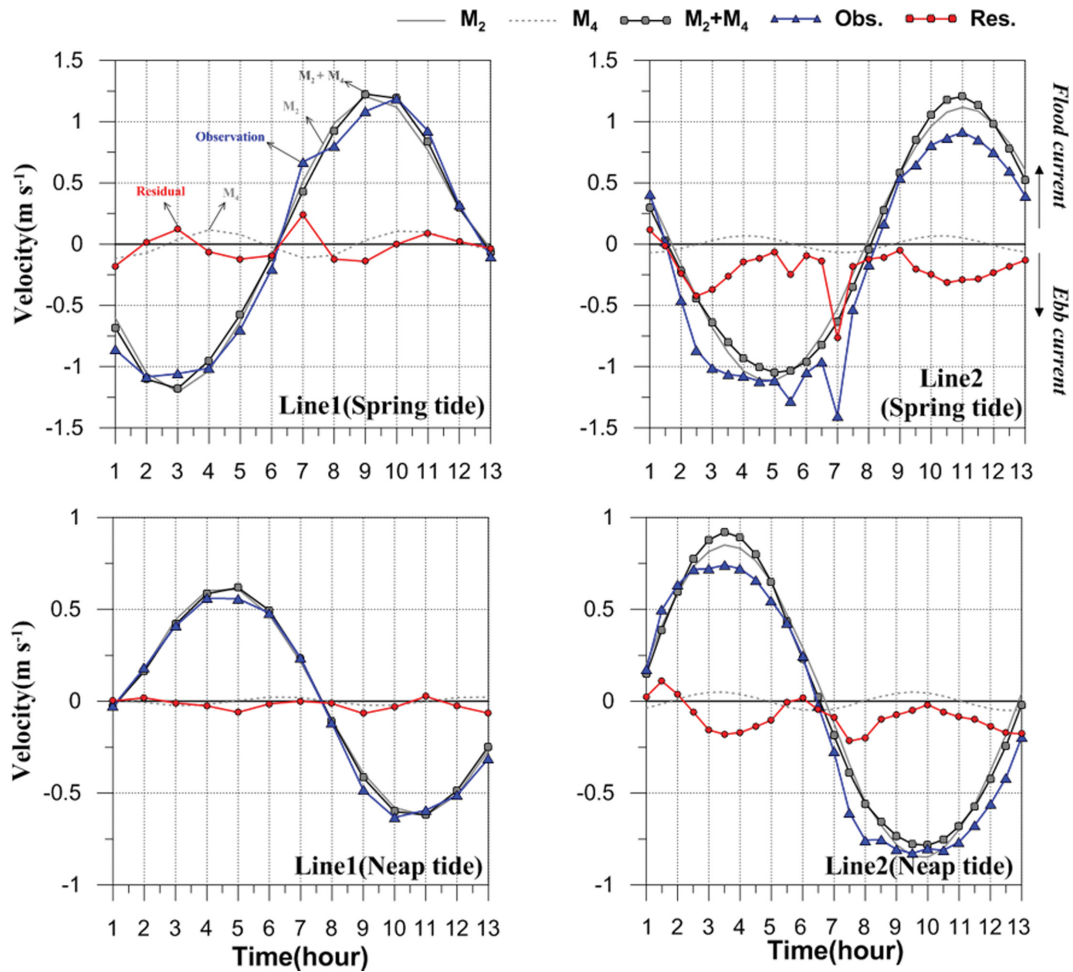 M2 M4 M2+M4 Obs. Res.
1.5
1
0.5
0
-0.5
-1
-1.5
Velocity(m s-1)
M2 + M4
M2
Observation
Residual
M4
Line1(Spring tide)
1 2 3 4 5 6 7 8 9 10 11 12 13
1.5
1
0.5
0
-0.5
-1
-1.5
Line2
(Spring tide)
1 2 3 4 5 6 7 8 9 10 11 12 13
Flood current
Ebb current
1
0.5
0
-0.5
-1
Velocity(m s-1)
Line1(Neap tide)
1 2 3 4 5 6 7 8 9 10 11 12 13
Time(hour)
1
0.5
0
-0.5
-1
Line2(Neap tide)
1 2 3 4 5 6 7 8 9 10 11 12 13
Time(hour)